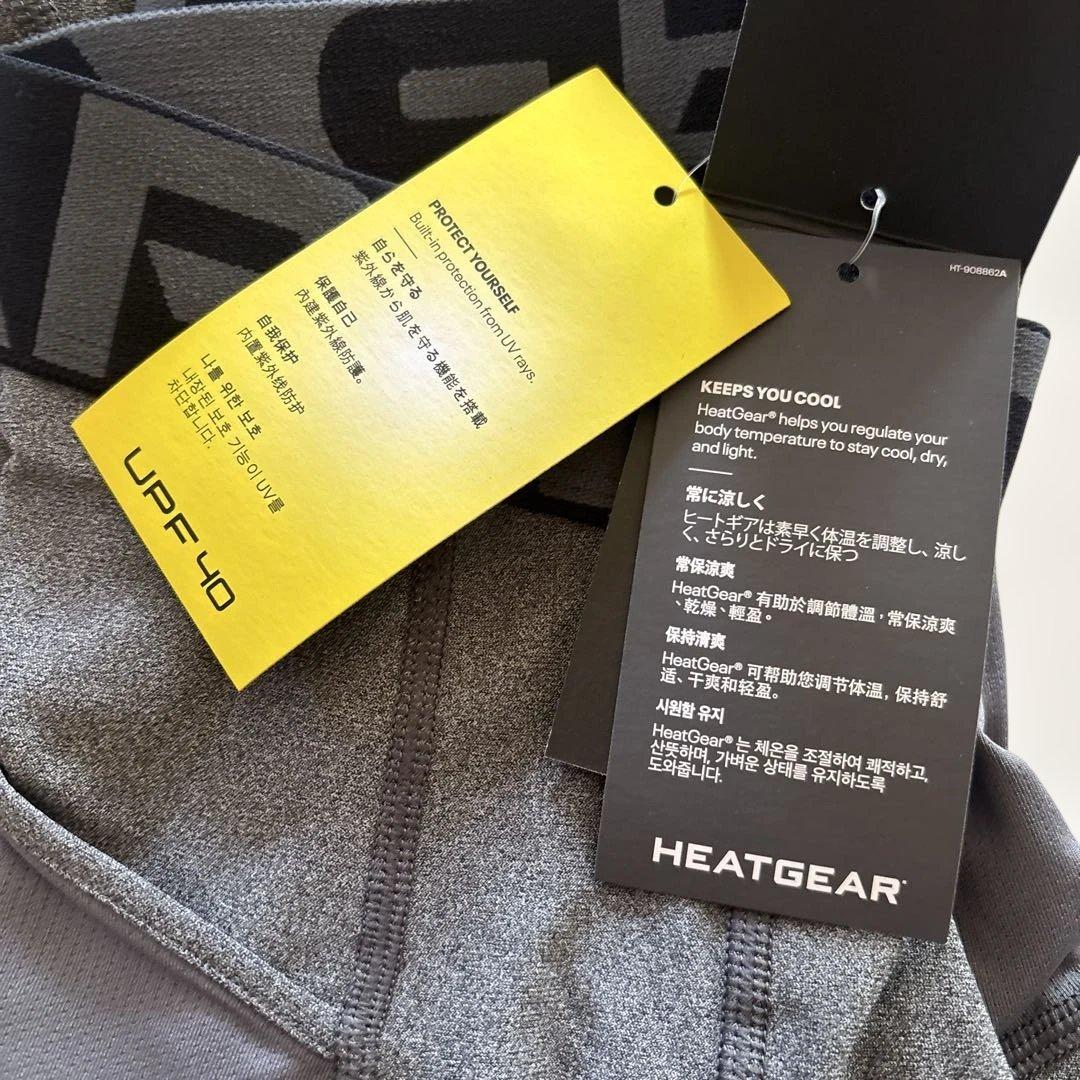 PROTECT YOURSELF
Built-in protection from UV rays.
自らを守る
紫外線から肌を守る機能を搭載
保護自己
內建紫外線防護。
自我保护
内置紫外线防护
나를 위한 보호
내장된 보호 기능이 UV를
차단합니다.
UPF 40
HT-908862A
KEEPS YOU COOL
HeatGear® helps you regulate your
body temperature to stay cool, dry,
and light.
常に涼しく
ヒートギアは素早く体温を調整し、涼し
く、さらりとドライに保つ
常保涼爽
HeatGear® 有助於調節體溫，常保涼爽
、乾燥、輕盈。
保持清爽
HeatGear® 可帮助您调节体温, 保持舒
适、干爽和轻盈。
시원함 유지
HeatGear® 는 체온을 조절하여 쾌적하고,
산뜻하며, 가벼운 상태를 유지하도록
도와줍니다.
HEATGEAR